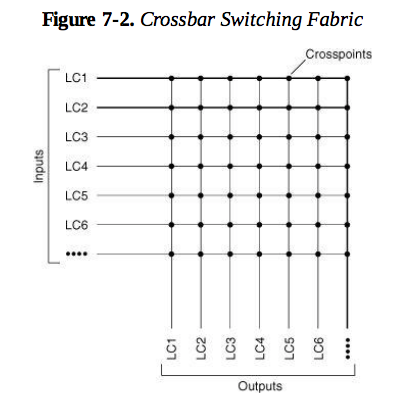 Figure 7-2. Crossbar Switching Fabric
Crosspoints
Inputs
LC1
LC2
LC3
LC4
LC5
LC6
••••
LC1
LC2
LC3
LC4
LC5
LC6
••••
Outputs